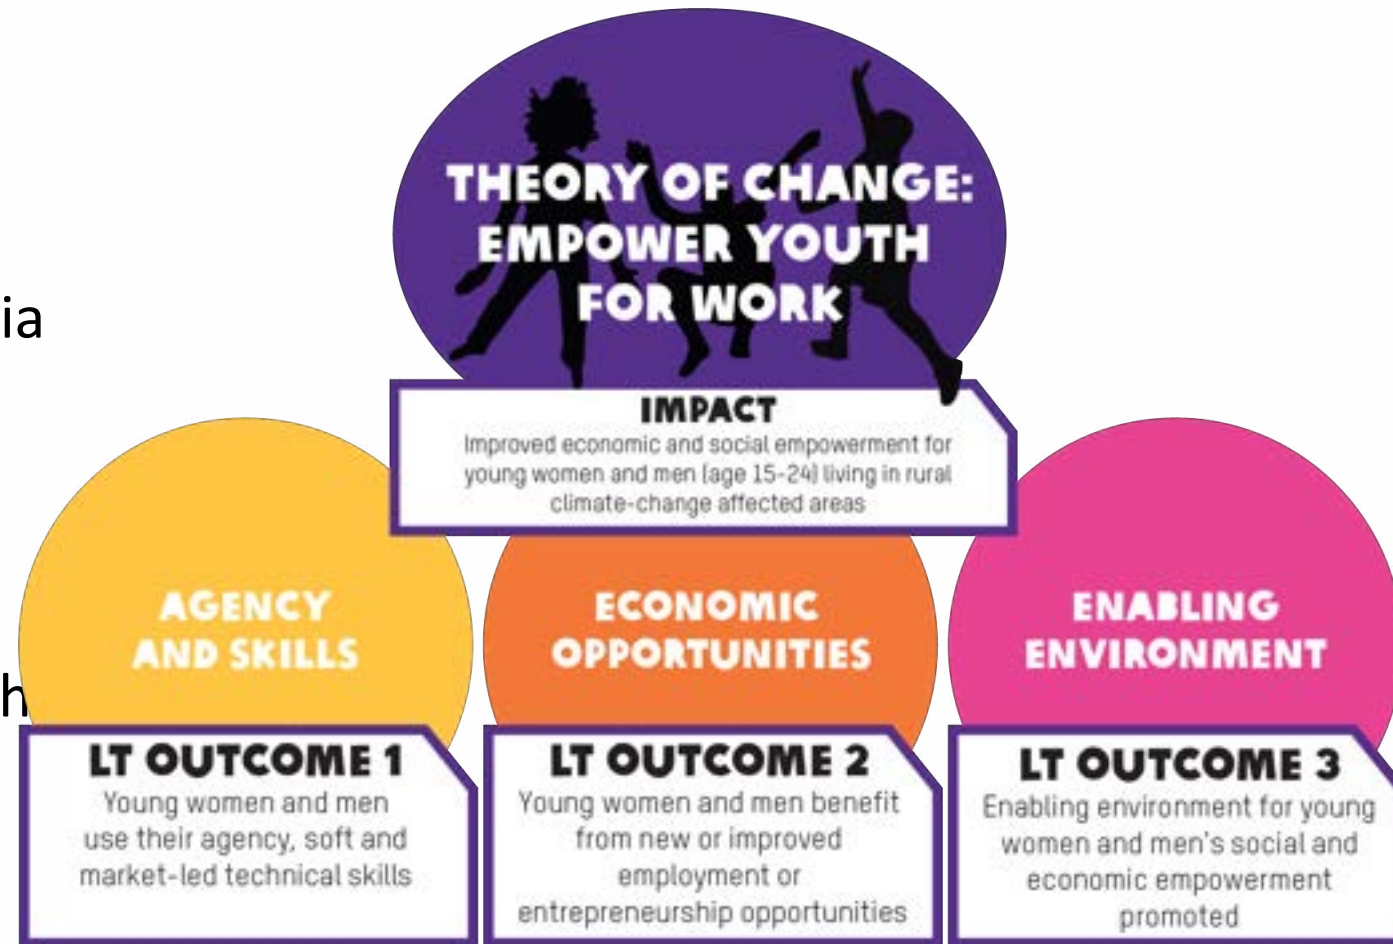 THEORY OF CHANGE:
EMPOWER YOUTH
FOR WORK
ia
IMPACT
Improved economic and social empowerment for
young women and men (age 15-24) living in rural
climate-change affected areas
AGENCY
AND SKILLS
ECONOMIC
OPPORTUNITIES
ENABLING
ENVIRONMENT
h
LT OUTCOME 1
Young women and men
use their agency, soft and
market-led technical skills
LT OUTCOME 2
Young women and men benefit
from new or improved
employment or
entrepreneurship opportunities
LT OUTCOME 3
Enabling environment for young
women and men's social and
economic empowerment
promoted